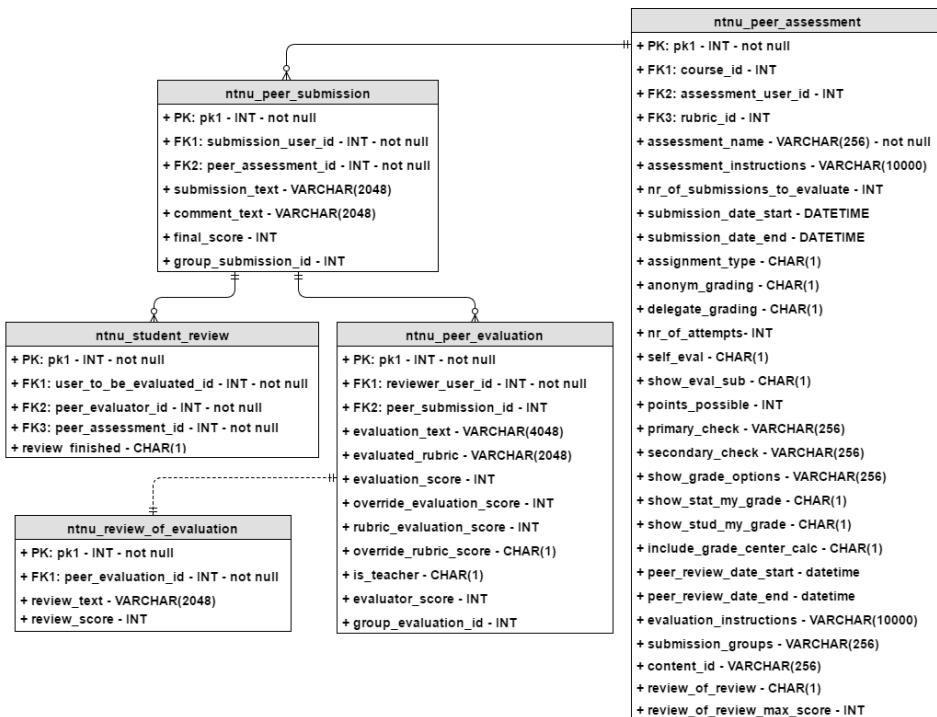 ntnu_peer_assessment
+ PK: pk1 - INT - not null
+ FK1: course_id - INT
+ FK2: assessment_user_id - INT
+ FK3: rubric_id - INT
+ assessment_name - VARCHAR(256) - not null
+ assessment_instructions - VARCHAR(10000)
+ nr_of_submissions_to_evaluate - INT
+ submission_date_start - DATETIME
+ submission_date_end - DATETIME
+ assignment_type - CHAR(1)
+ anonym_grading - CHAR(1)
+ delegate_grading - CHAR(1)
+ nr_of_attempts- INT
+ self_eval - CHAR(1)
+ show_eval_sub - CHAR(1)
+ points_possible - INT
+ primary_check - VARCHAR(256)
+ secondary_check - VARCHAR(256)
+ show_grade_options - VARCHAR(256)
+ show_stat_my_grade - CHAR(1)
+ show_stud_my_grade - CHAR(1)
+ include_grade_center_calc - CHAR(1)
+ peer_review_date_start - datetime
+ peer_review_date_end - datetime
+ evaluation_instructions - VARCHAR(10000)
+ submission_groups - VARCHAR(256)
+ content_id - VARCHAR(256)
+ review_of_review - CHAR(1)
+ review_of_review_max_score - INT
ntnu_peer_submission
+ PK: pk1 - INT - not null
+ FK1: submission_user_id - INT - not null
+ FK2: peer_assessment_id - INT - not null
+ submission_text - VARCHAR(2048)
+ comment_text - VARCHAR(2048)
+ final_score - INT
+ group_submission_id - INT
ntnu_student_review
+ PK: pk1 - INT - not null
+ FK1: user_to_be_evaluated_id - INT - not null
+ FK2: peer_evaluator_id - INT - not null
+ FK3: peer_assessment_id - INT - not null
+ review_finished - CHAR(1)
ntnu_peer_evaluation
+ PK: pk1 - INT - not null
+ FK1: reviewer_user_id - INT - not null
+ FK2: peer_submission_id - INT
+ evaluation_text - VARCHAR(4048)
+ evaluated_rubric - VARCHAR(2048)
+ evaluation_score - INT
+ override_evaluation_score - INT
+ rubric_evaluation_score - INT
+ override_rubric_score - CHAR(1)
+ is_teacher - CHAR(1)
+ evaluator_score - INT
+ group_evaluation_id - INT
ntnu_review_of_evaluation
+ PK: pk1 - INT - not null
+ FK1: peer_evaluation_id - INT - not null
+ review_text - VARCHAR(2048)
+ review_score - INT